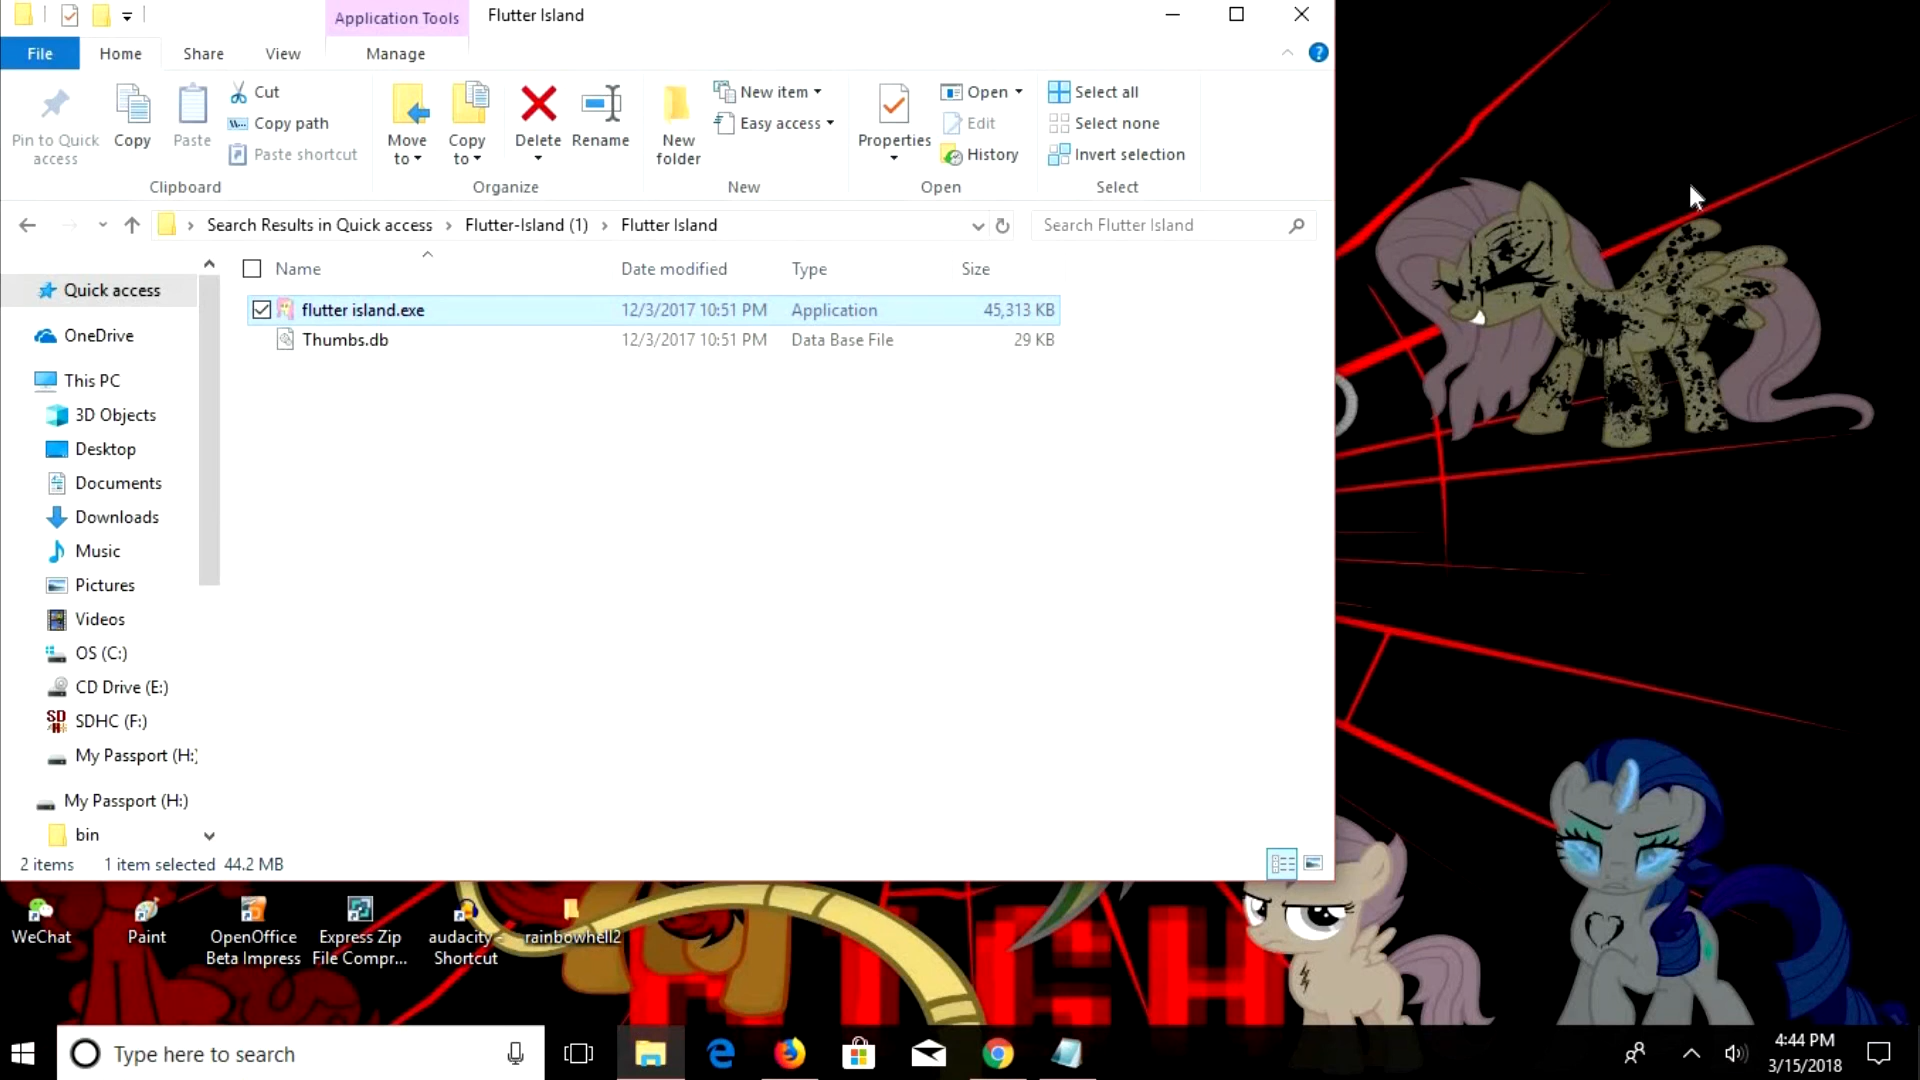 Application Tools Flutter Island
File Home Share View Manage
Pin to Quick access
Copy
Paste
Cut
Copy path
Paste shortcut
Move to
Copy to
Delete
Rename
New folder
New item
Easy access
Properties
Open
Edit
History
Select all
Select none
Invert selection
Clipboard Organize New Open Select
Search Results in Quick access Flutter-Island (1) Flutter Island Search Flutter Island
Name Date modified Type Size
flutter island.exe 12/3/2017 10:51 PM Application 45,313 KB
Thumbs.db 12/3/2017 10:51 PM Data Base File 29 KB
Quick access
OneDrive
This PC
3D Objects
Desktop
Documents
Downloads
Music
Pictures
Videos
OS (C:)
CD Drive (E:)
SDHC (F:)
My Passport (H:)
My Passport (H:)
bin
2 items 1 item selected 44.2 MB
WeChat
Paint
OpenOffice
Beta Impress
Express Zip
File Compr...
audacity -
Shortcut
rainbowhell2
Type here to search
4:44 PM
3/15/2018